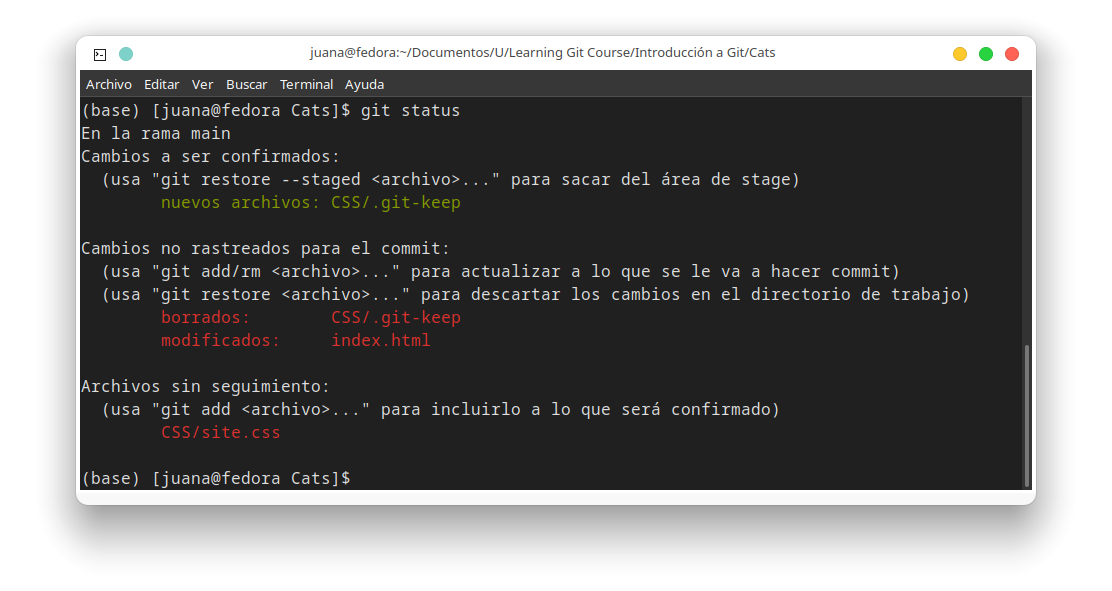 juana@fedora:~/Documentos/U/Learning Git Course/Introducción a Git/Cats
Archivo Editar Ver Buscar Terminal Ayuda
(base) [juana@fedora Cats]$ git status
En la rama main
Cambios a ser confirmados:
  (usa "git restore --staged <archivo>..." para sacar del área de stage)
        nuevos archivos: CSS/.git-keep
Cambios no rastreados para el commit:
  (usa "git add/rm <archivo>..." para actualizar a lo que se le va a hacer commit)
  (usa "git restore <archivo>..." para descartar los cambios en el directorio de trabajo)
        borrados:        CSS/.git-keep
        modificados:     index.html
Archivos sin seguimiento:
  (usa "git add <archivo>..." para incluirlo a lo que será confirmado)
        CSS/site.css
(base) [juana@fedora Cats]$